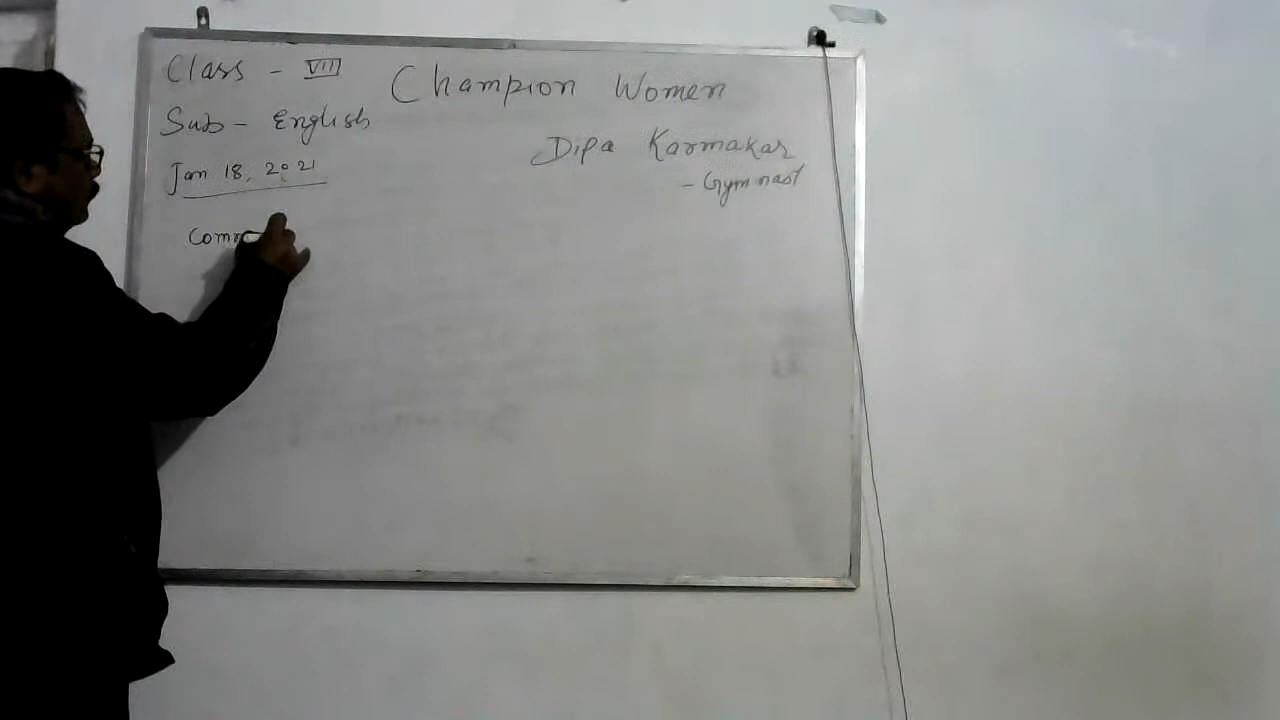 Class - VIII
Champion Women
Sub - English
Dipa Karmakar
Jan 18, 2021
- Gymnast